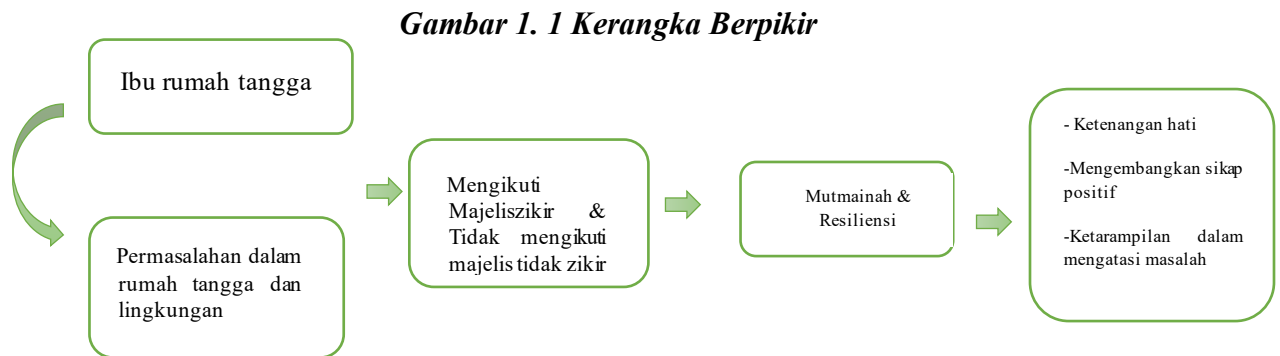 Gambar 1. 1 Kerangka Berpikir
Ibu rumah tangga
Permasalahan dalam
rumah tangga dan
lingkungan
Mengikuti
Majeliszikir &
Tidak mengikuti
majelis tidak zikir
Mutmainah &
Resiliensi
- Ketenangan hati
-Mengembangkan sikap
positif
-Ketarampilan dalam
mengatasi masalah